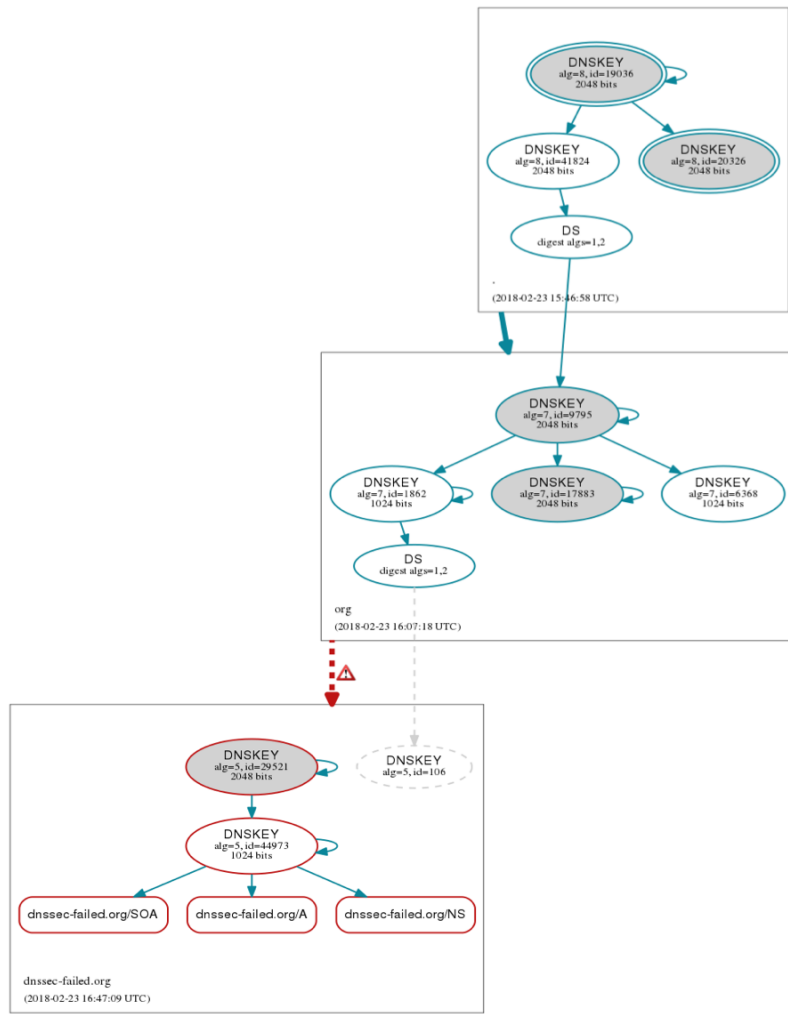 DNSKEY
alg=8, id=19036
2048 bits
DNSKEY
alg=8, id=41824
2048 bits
DNSKEY
alg=8, id=20326
2048 bits
DS
digest algs=1,2
.
(2018-02-23 15:46:58 UTC)
DNSKEY
alg=7, id=9795
2048 bits
DNSKEY
alg=7, id=1862
1024 bits
DNSKEY
alg=7, id=17883
2048 bits
DNSKEY
alg=7, id=6368
1024 bits
DS
digest algs=1,2
org
(2018-02-23 16:07:18 UTC)
DNSKEY
alg=5, id=29521
2048 bits
DNSKEY
alg=5, id=106
DNSKEY
alg=5, id=44973
1024 bits
dnssec-failed.org/SOA
dnssec-failed.org/A
dnssec-failed.org/NS
dnssec-failed.org
(2018-02-23 16:47:09 UTC)